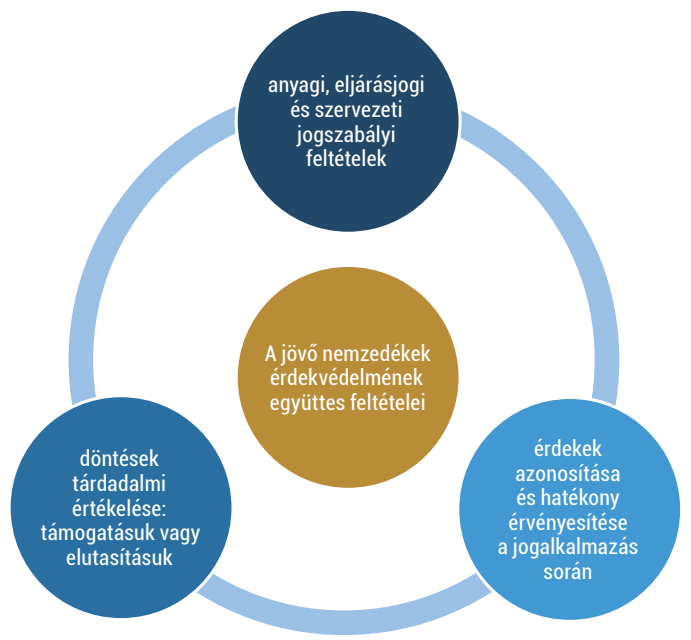 anyagi, eljárásjogi
és szervezeti
jogszabályi
feltételek
A jövő nemzedékek
érdekvédelmének
együttes feltételei
döntések
tárdadalmi
értékelése:
támogatásuk vagy
elutasításuk
érdekek
azonosítása
és hatékony
érvényesítése
a jogalkalmazás
során